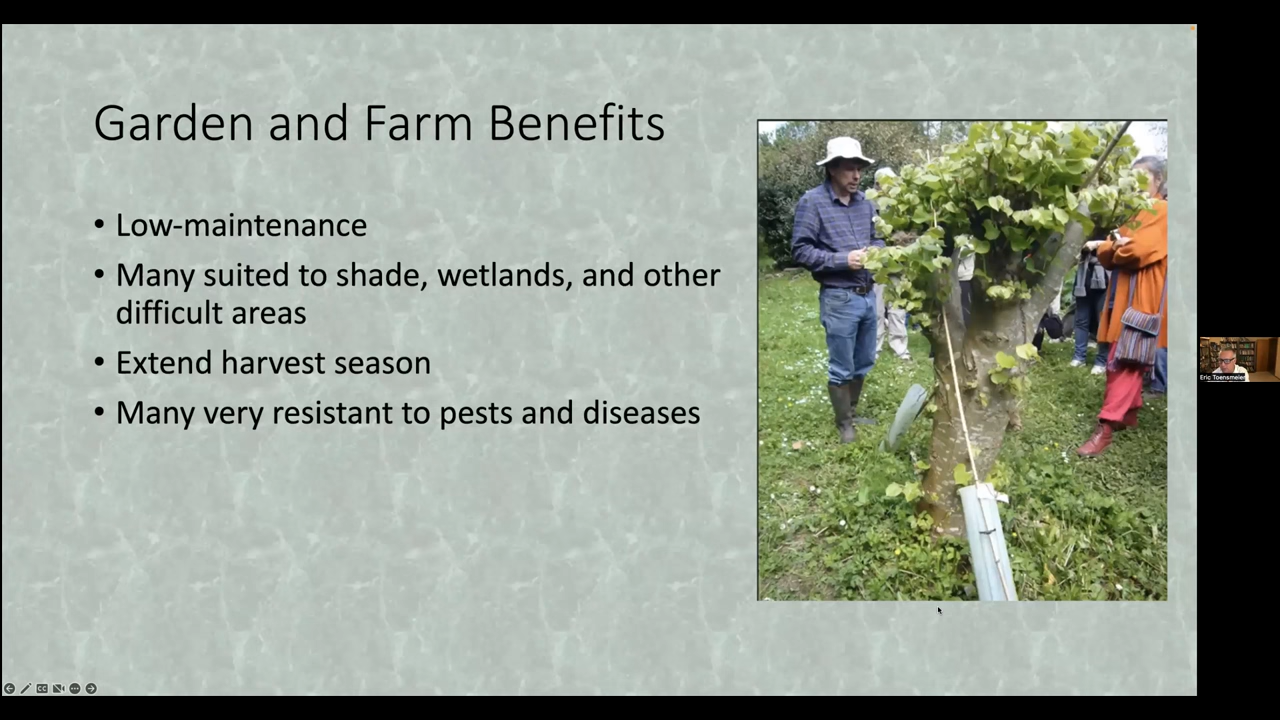 Garden and Farm Benefits
• Low-maintenance
• Many suited to shade, wetlands, and other
difficult areas
• Extend harvest season
• Many very resistant to pests and diseases
Eric Toensmeier